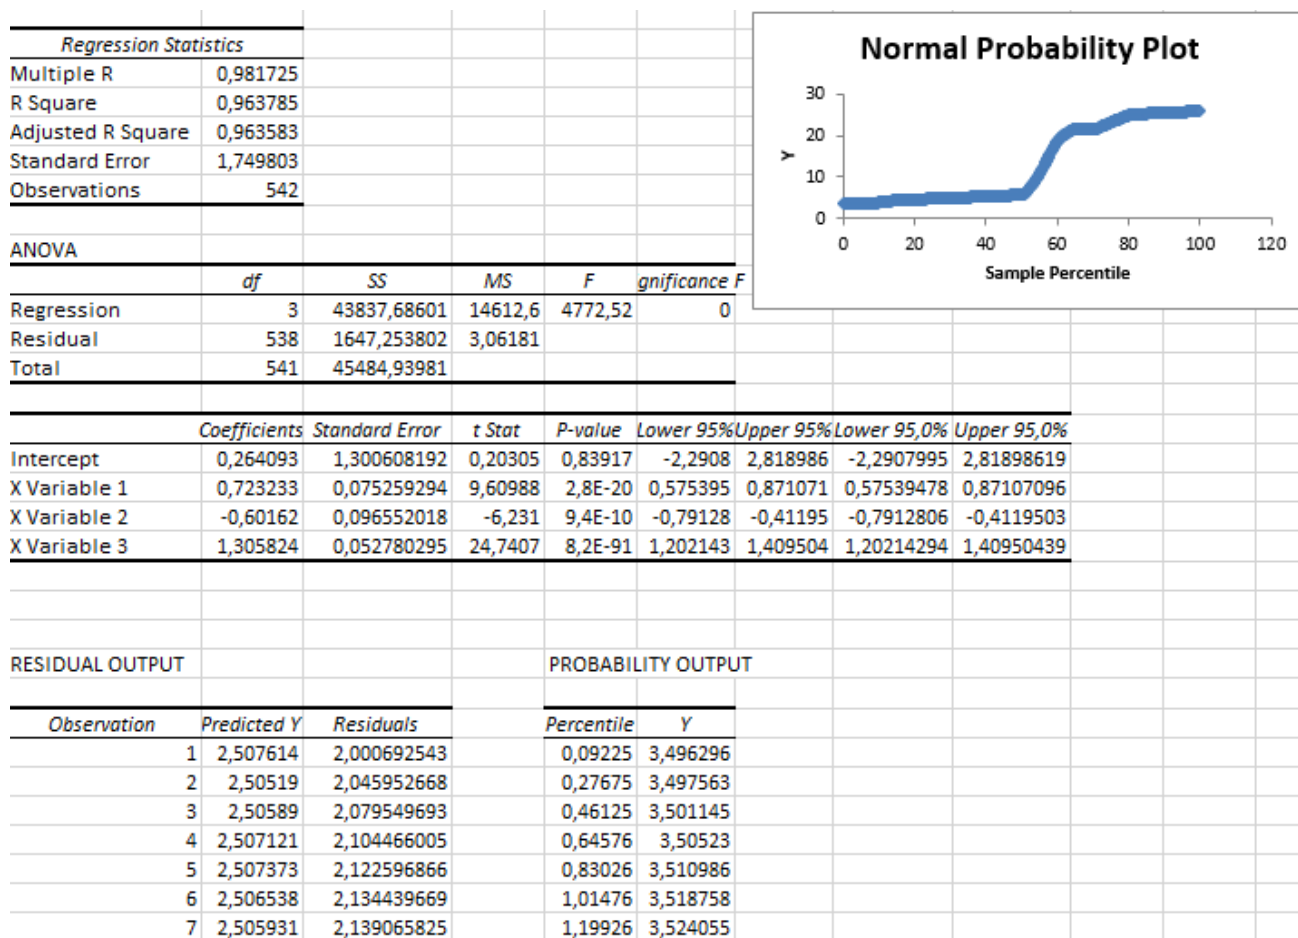 Regression Statistics
Multiple R 0,981725
R Square 0,963785
Adjusted R Square 0,963583
Standard Error 1,749803
Observations 542
Normal Probability Plot
30
20
10
0
Y
0 20 40 60 80 100 120
Sample Percentile
ANOVA
df SS MS F gnificance F
Regression 3 43837,68601 14612,6 4772,52 0
Residual 538 1647,253802 3,06181
Total 541 45484,93981
Coefficients Standard Error t Stat P-value Lower 95% Upper 95% Lower 95,0% Upper 95,0%
Intercept 0,264093 1,300608192 0,20305 0,83917 -2,2908 2,818986 -2,2907995 2,81898619
X Variable 1 0,723233 0,075259294 9,60988 2,8E-20 0,575395 0,871071 0,57539478 0,87107096
X Variable 2 -0,60162 0,096552018 -6,231 9,4E-10 -0,79128 -0,41195 -0,7912806 -0,4119503
X Variable 3 1,305824 0,052780295 24,7407 8,2E-91 1,202143 1,409504 1,20214294 1,40950439
RESIDUAL OUTPUT PROBABILITY OUTPUT
Observation Predicted Y Residuals Percentile Y
1 2,507614 2,000692543 0,09225 3,496296
2 2,50519 2,045952668 0,27675 3,497563
3 2,50589 2,079549693 0,46125 3,501145
4 2,507121 2,104466005 0,64576 3,50523
5 2,507373 2,122596866 0,83026 3,510986
6 2,506538 2,134439669 1,01476 3,518758
7 2,505931 2,139065825 1,19926 3,524055